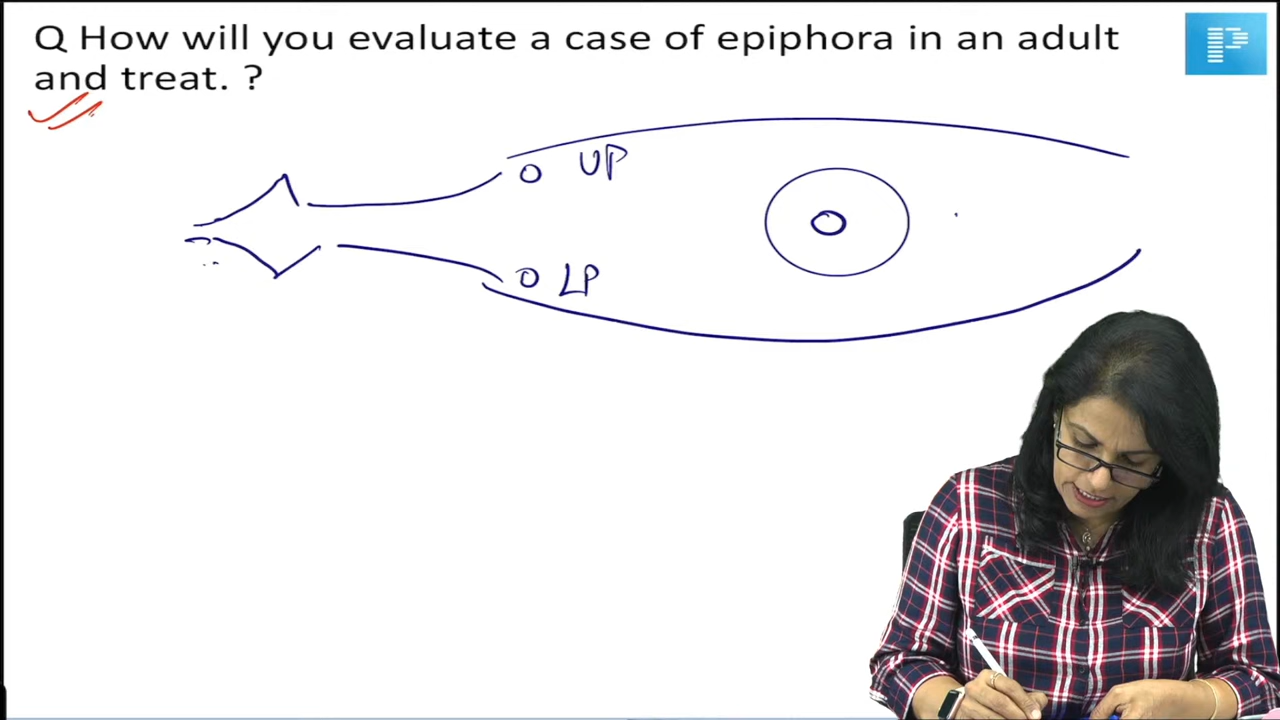 Q How will you evaluate a case of epiphora in an adult
and treat. ?
UP
LP